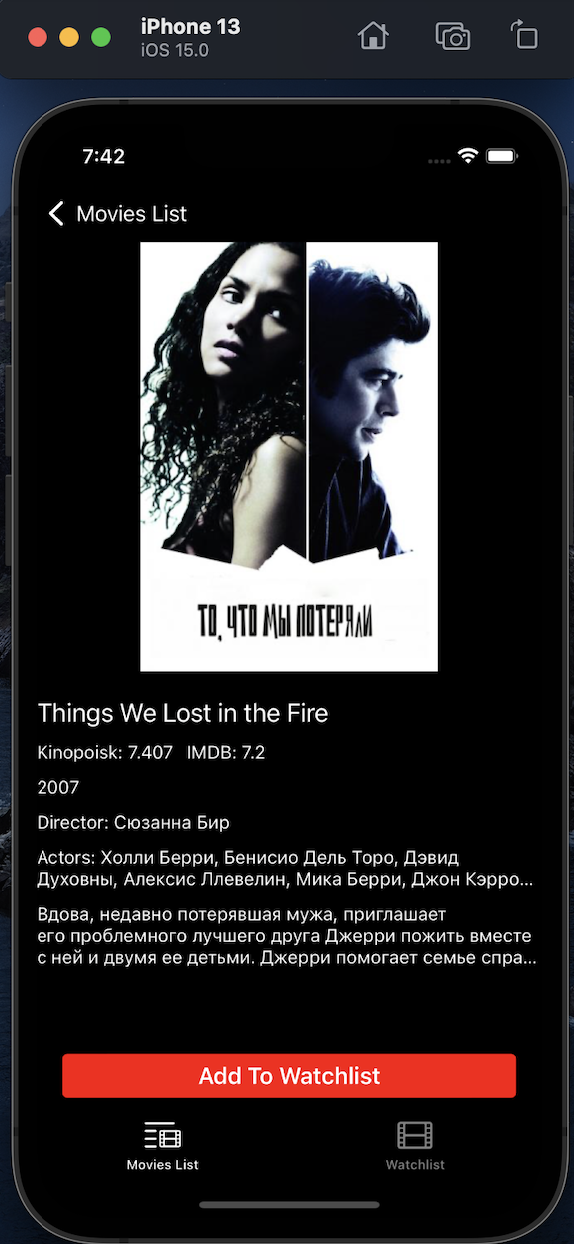 iPhone 13
iOS 15.0
7:42
Movies List
ТО, ЧТО МЫ ПОТЕРЯЛИ
Things We Lost in the Fire
Kinopoisk: 7.407 IMDB: 7.2
2007
Director: Сюзанна Бир
Actors: Холли Берри, Бенисио Дель Торо, Дэвид
Духовны, Алексис Ллевелин, Мика Берри, Джон Кэрро...
Вдова, недавно потерявшая мужа, приглашает
его проблемного лучшего друга Джерри пожить вместе
с ней и двумя ее детьми. Джерри помогает семье спра...
Add To Watchlist
Movies List
Watchlist